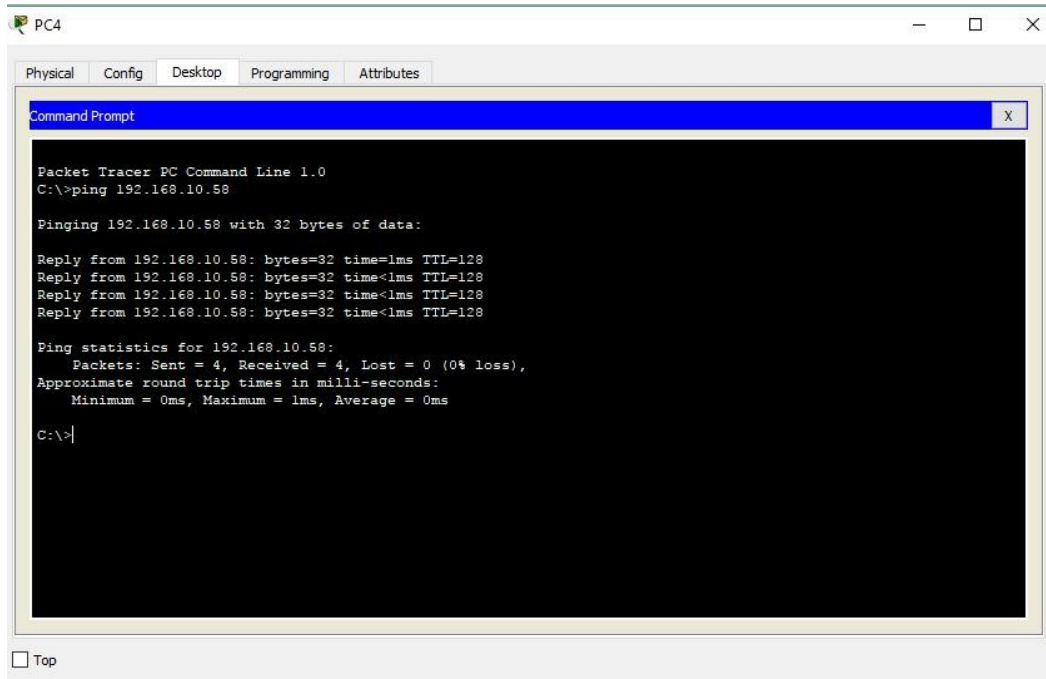 PC4
Physical Config Desktop Programming Attributes
Command Prompt X
Packet Tracer PC Command Line 1.0
C:\>ping 192.168.10.58
Pinging 192.168.10.58 with 32 bytes of data:
Reply from 192.168.10.58: bytes=32 time=1ms TTL=128
Reply from 192.168.10.58: bytes=32 time<1ms TTL=128
Reply from 192.168.10.58: bytes=32 time<1ms TTL=128
Reply from 192.168.10.58: bytes=32 time<1ms TTL=128
Ping statistics for 192.168.10.58:
Packets: Sent = 4, Received = 4, Lost = 0 (0% loss),
Approximate round trip times in milli-seconds:
Minimum = 0ms, Maximum = 1ms, Average = 0ms
C:\>
Top